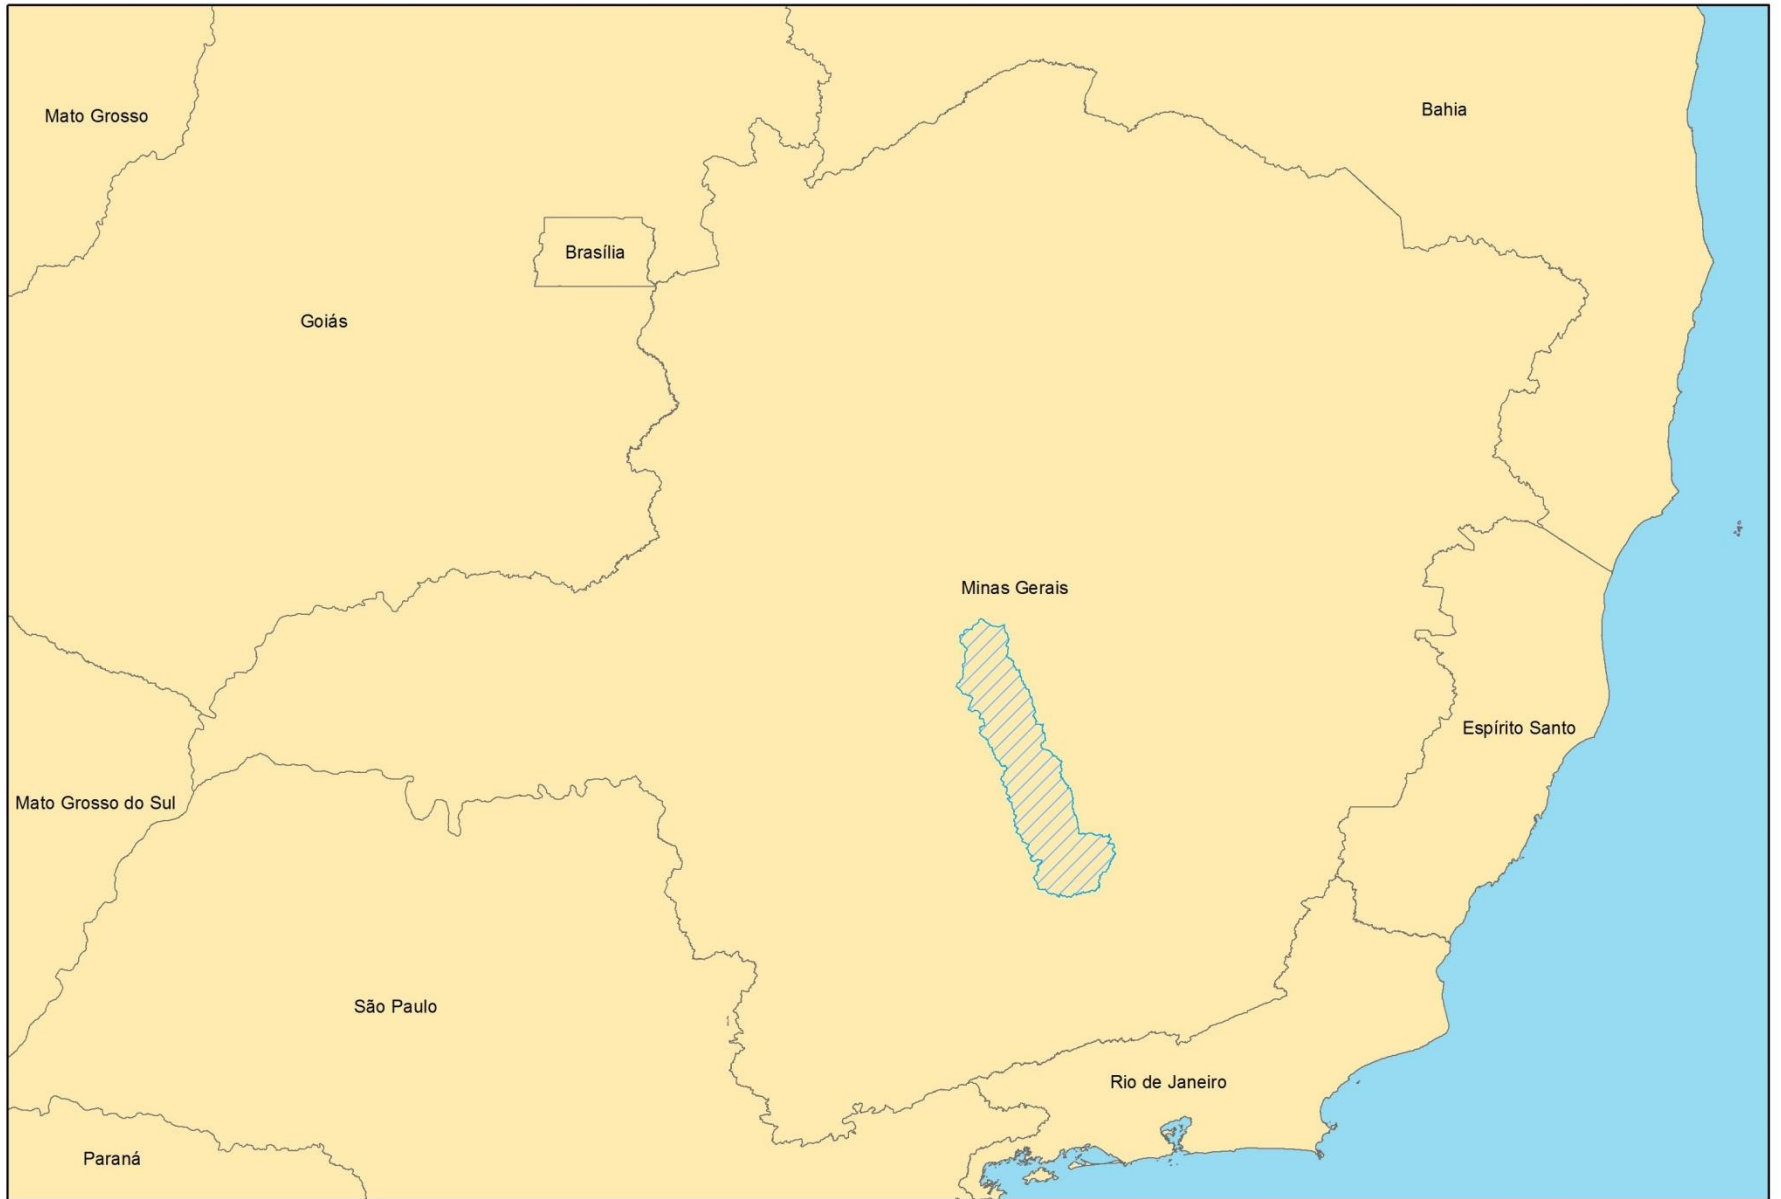 Mato Grosso
Bahia
Brasília
Goiás
Minas Gerais
Espírito Santo
Mato Grosso do Sul
São Paulo
Rio de Janeiro
Paraná